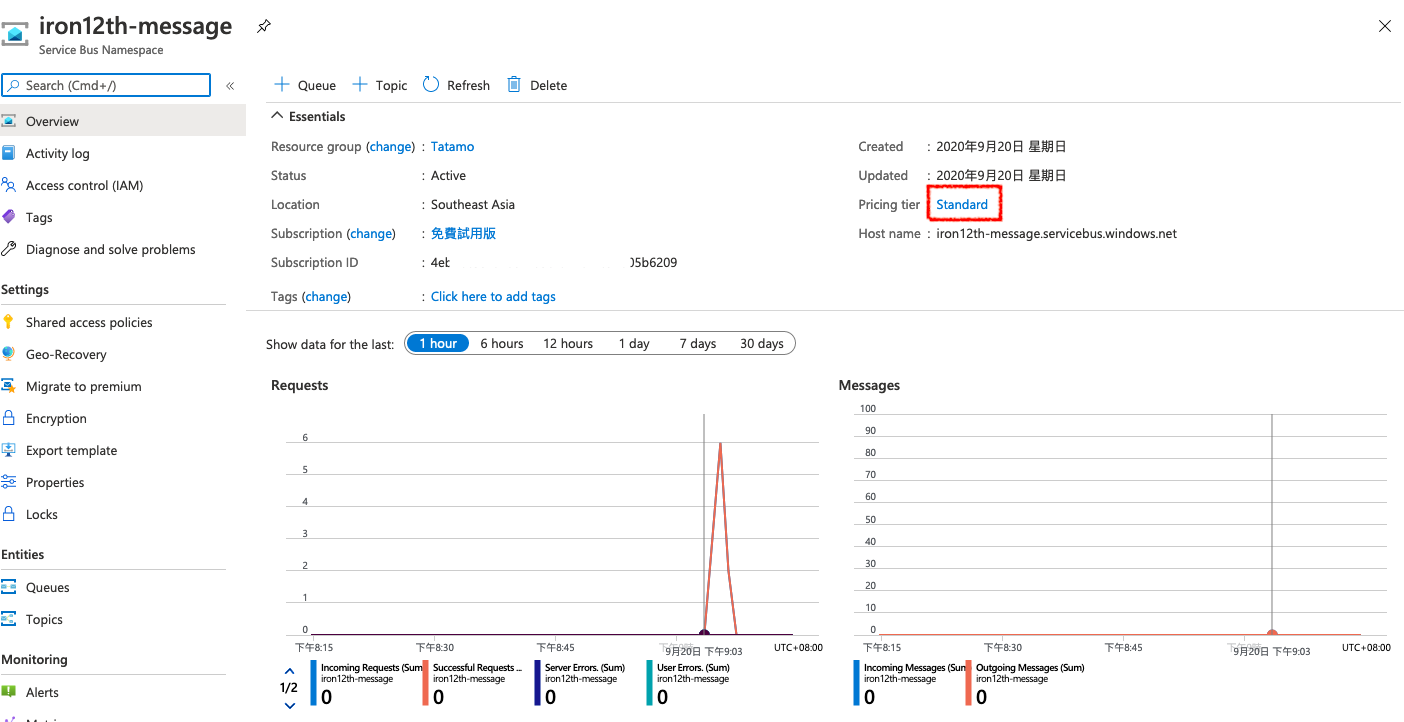 iron12th-message
Service Bus Namespace
Search (Cmd+/)
«
Queue
Topic
Refresh
Delete
Overview
Activity log
Access control (IAM)
Tags
Diagnose and solve problems
Settings
Shared access policies
Geo-Recovery
Migrate to premium
Encryption
Export template
Properties
Locks
Entities
Queues
Topics
Monitoring
Alerts
Essentials
Resource group (change) : Tatamo
Status : Active
Location : Southeast Asia
Subscription (change) : 免費試用版
Subscription ID : 4eb 05b6209
Tags (change) : Click here to add tags
Created : 2020年9月20日 星期日
Updated : 2020年9月20日 星期日
Pricing tier Standard
Host name : iron12th-message.servicebus.windows.net
Show data for the last: 1 hour 6 hours 12 hours 1 day 7 days 30 days
Requests
6
5
4
3
2
1
0
下午8:15 下午8:30 下午8:45 9月20日 下午9:03 UTC+08:00
1/2
Incoming Requests (Sum)
iron12th-message
0
Successful Requests ...
iron12th-message
0
Server Errors. (Sum)
iron12th-message
0
User Errors. (Sum)
iron12th-message
0
Messages
100
90
80
70
60
50
40
30
20
10
0
下午8:15 下午8:30 下午8:45 9月20日 下午9:03 UTC+08:00
Incoming Messages (Sum
iron12th-message
0
Outgoing Messages (Sum)
iron12th-message
0